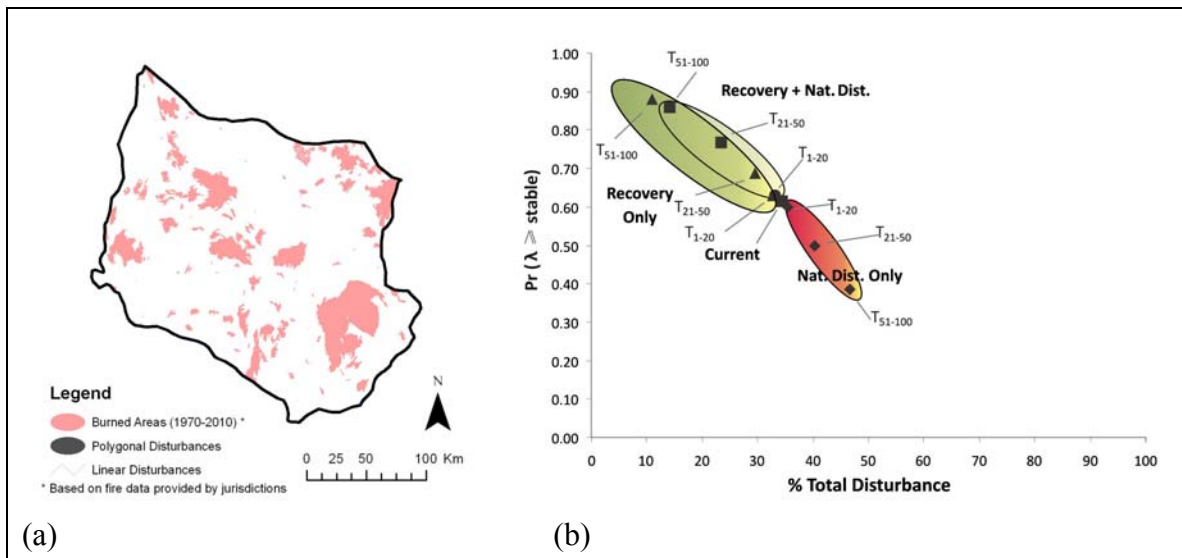 N
Legend
Burned Areas (1970-2010) *
Polygonal Disturbances
Linear Disturbances
* Based on fire data provided by jurisdictions
0 25 50 100 Km
(a)
Pr (λ ⩾ stable)
1.00
0.90
0.80
0.70
0.60
0.50
0.40
0.30
0.20
0.10
0.00
T51-100
Recovery + Nat. Dist.
T21-50
T51-100
T1-20
Recovery
Only
T21-50
T1-20
T1-20
Current
T21-50
Nat. Dist. Only
T51-100
0 10 20 30 40 50 60 70 80 90 100
% Total Disturbance
(b)